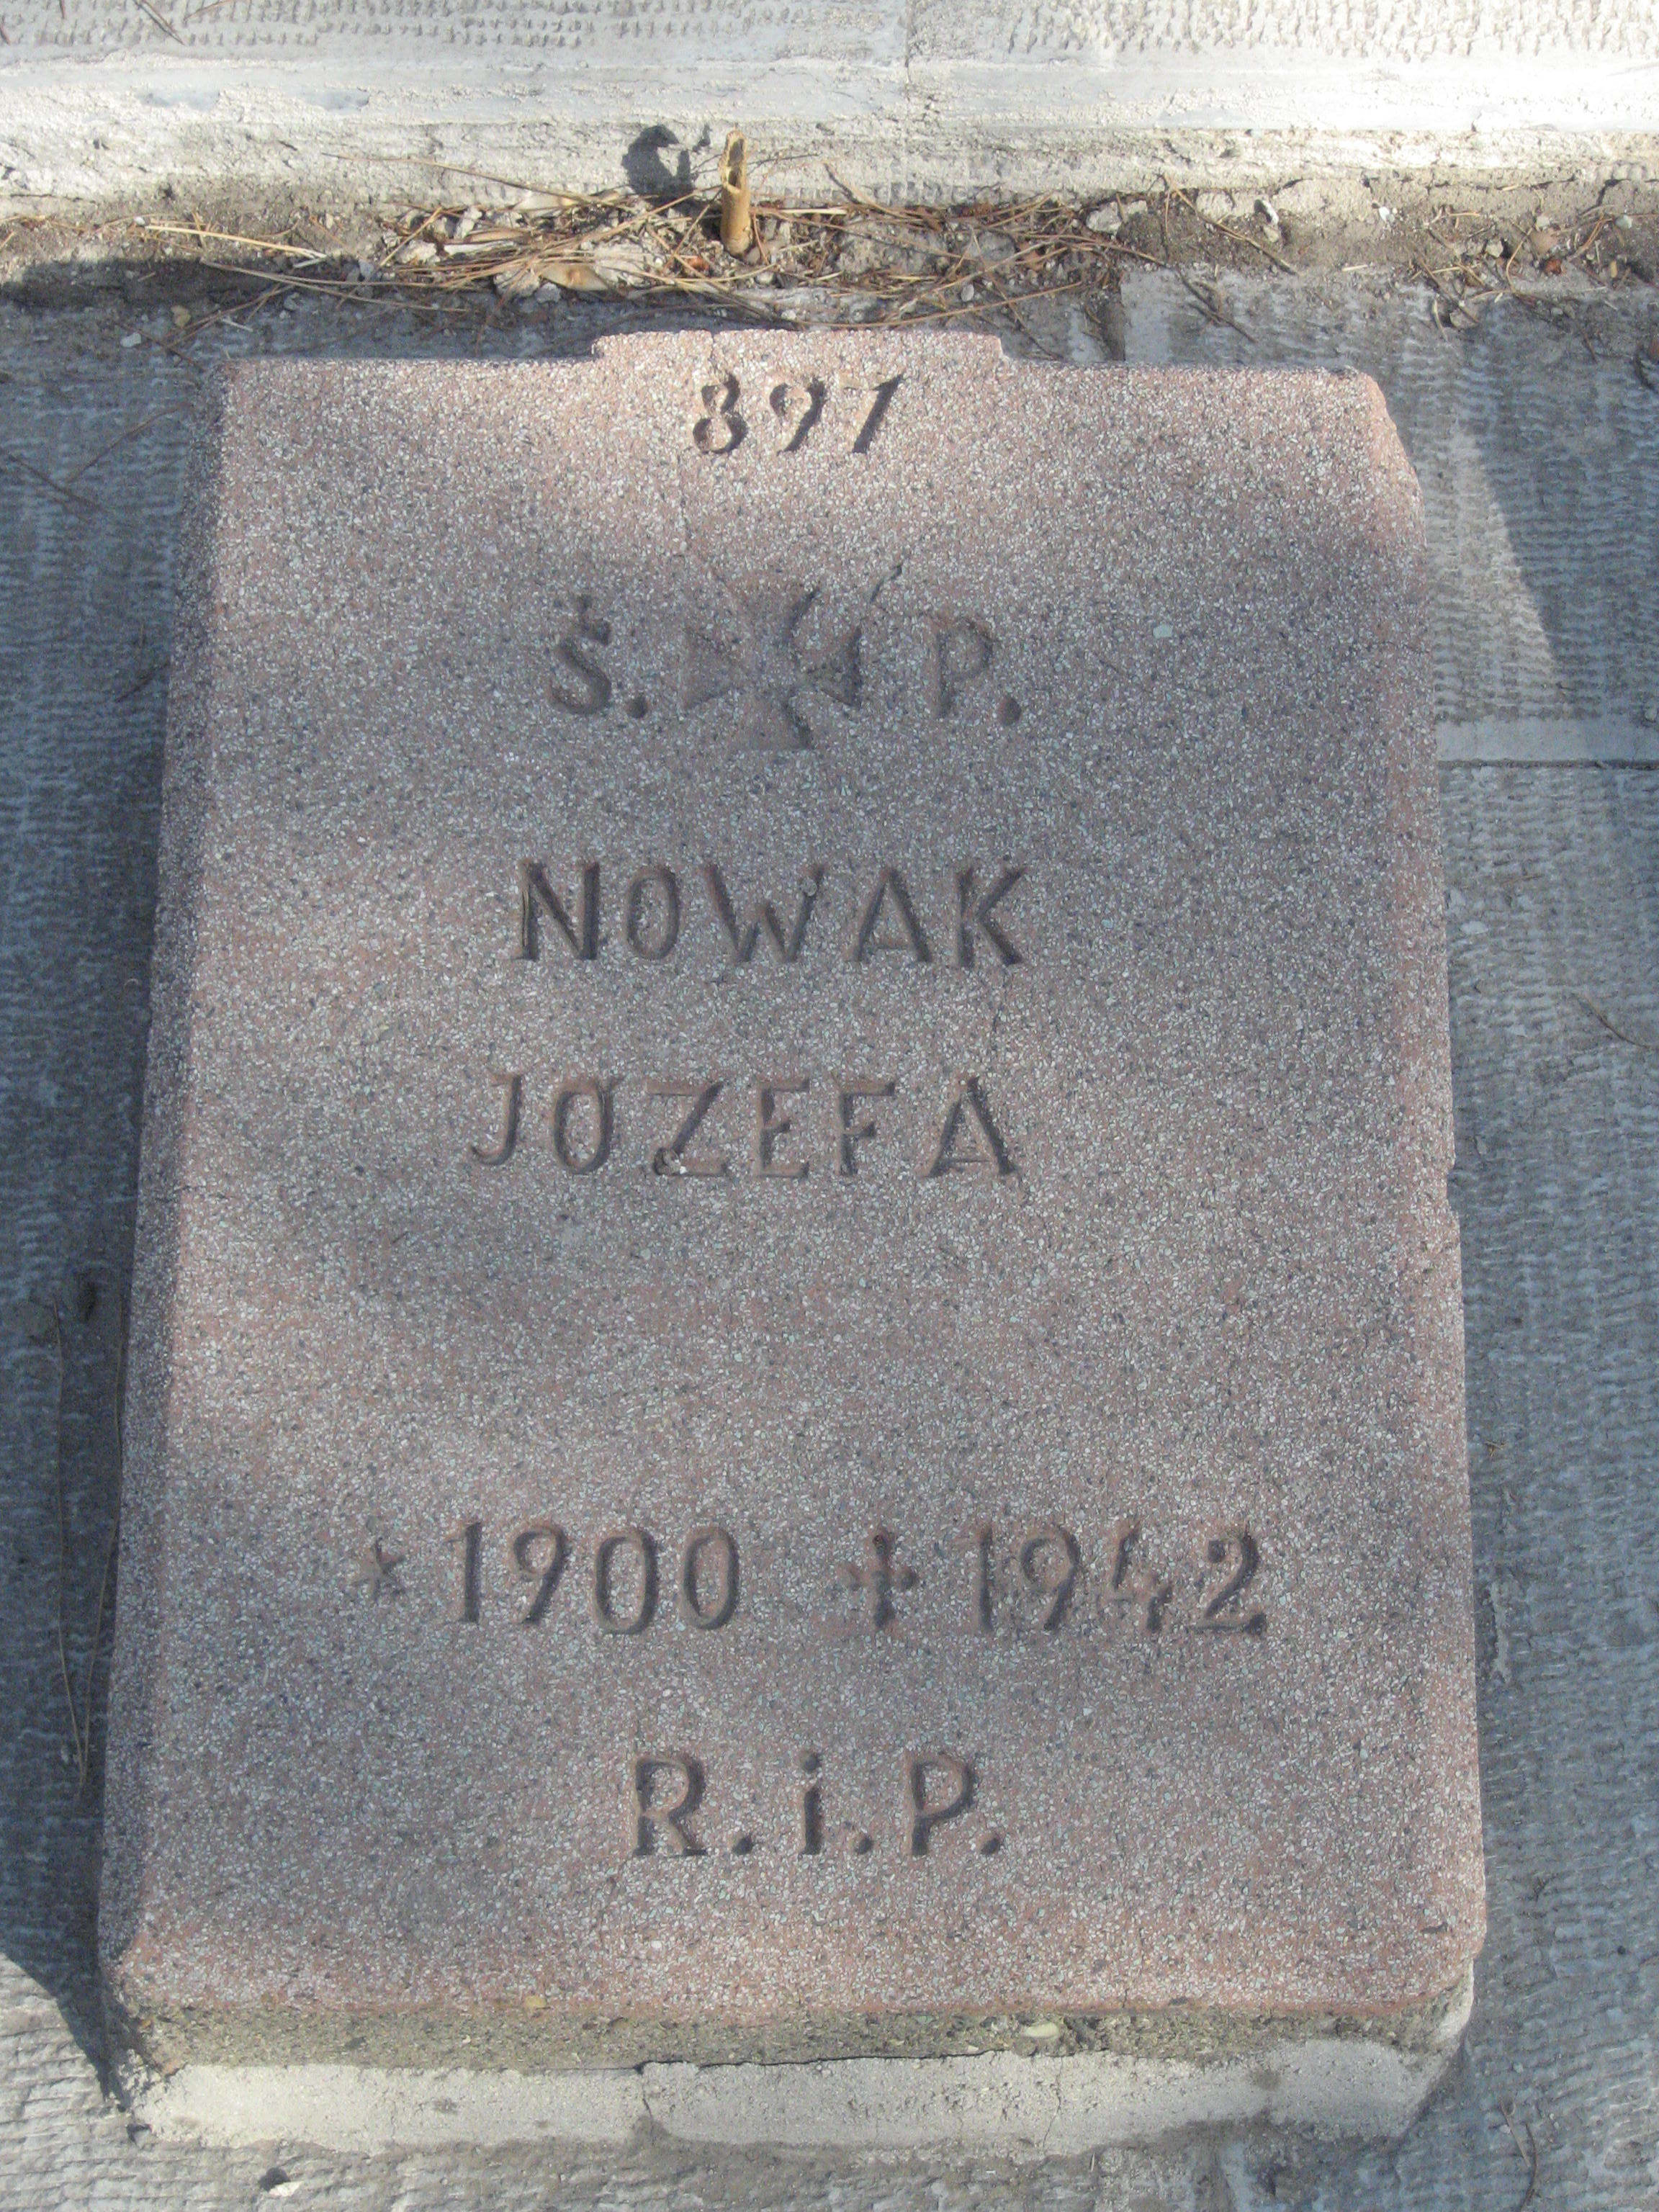 891
Ś. P.
NOWAK
JOZEFA
* 1900 ✝ 1942
R.i.P.